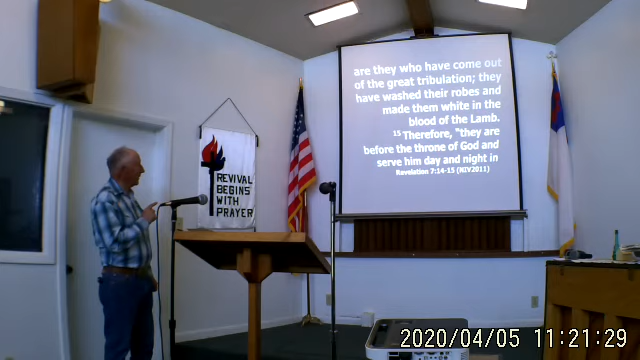 are they who have come out
of the great tribulation; they
have washed their robes and
made them white in the
blood of the Lamb.
15 Therefore, "they are
before the throne of God and
serve him day and night in
Revelation 7:14-15 (NIV2011)
REVIVAL
BEGINS
WITH
PRAYER
2020/04/05 11:21:29